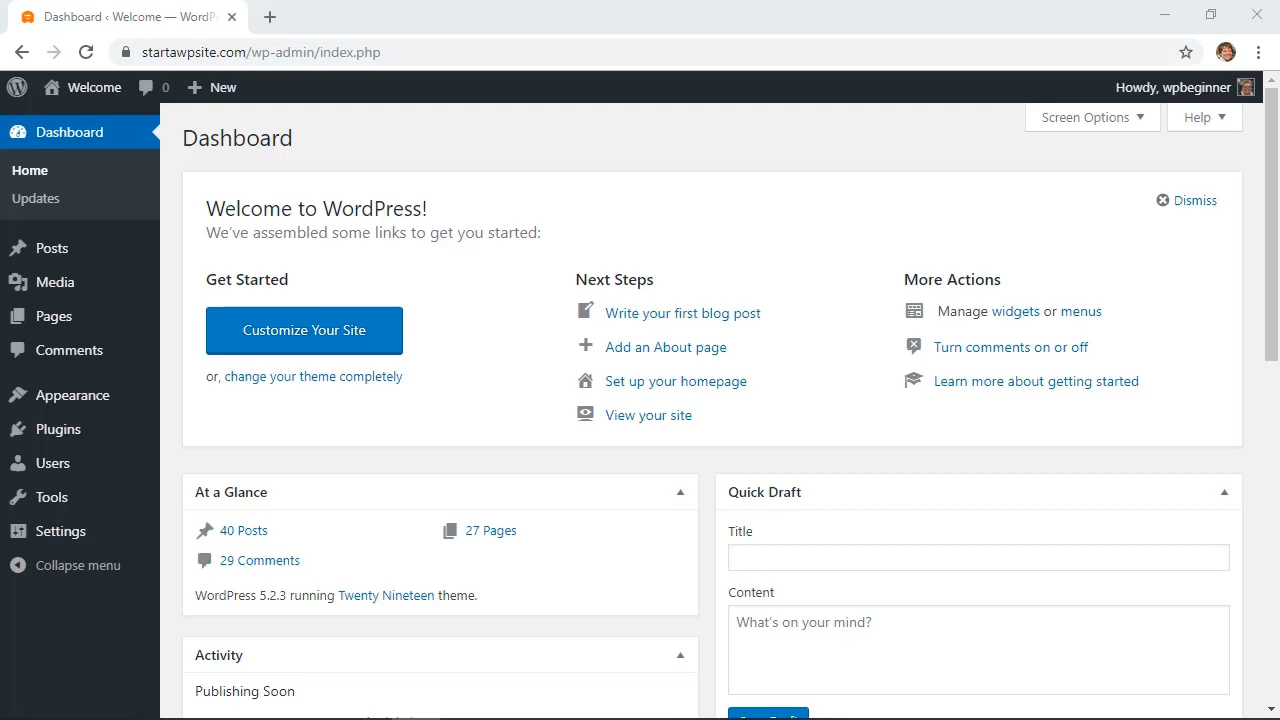 Dashboard ‹ Welcome — WordP
startawpsite.com/wp-admin/index.php
Welcome 0 New
Howdy, wpbeginner
Dashboard
Home
Updates
Posts
Media
Pages
Comments
Appearance
Plugins
Users
Tools
Settings
Collapse menu
Screen Options
Help
Dashboard
Welcome to WordPress!
We've assembled some links to get you started:
Dismiss
Get Started
Customize Your Site
or, change your theme completely
Next Steps
Write your first blog post
Add an About page
Set up your homepage
View your site
More Actions
Manage widgets or menus
Turn comments on or off
Learn more about getting started
At a Glance
40 Posts
27 Pages
29 Comments
WordPress 5.2.3 running Twenty Nineteen theme.
Activity
Publishing Soon
Quick Draft
Title
Content
What's on your mind?